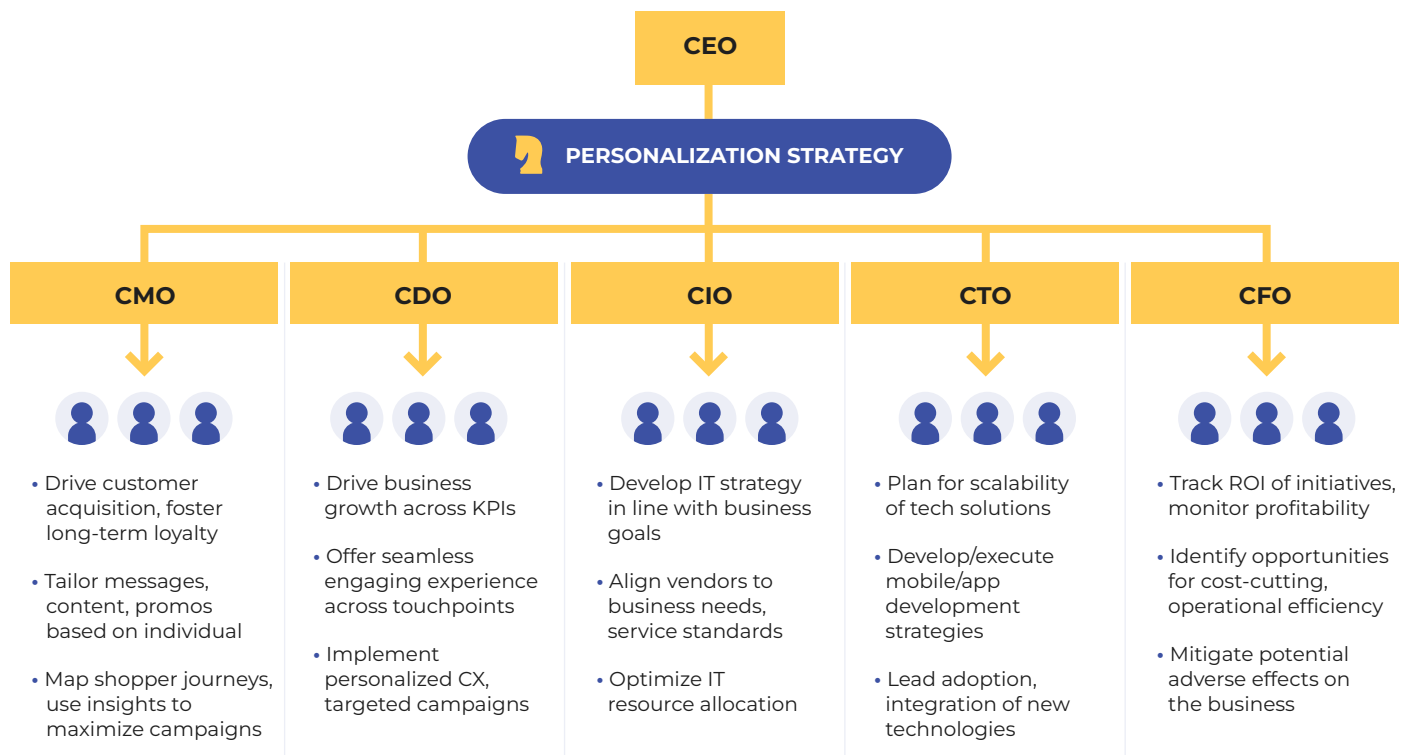 CEO
PERSONALIZATION STRATEGY
CMO
CDO
CIO
CTO
CFO
• Drive customer
acquisition, foster
long-term loyalty
• Tailor messages,
content, promos
based on individual
• Map shopper journeys,
use insights to
maximize campaigns
• Drive business
growth across KPIs
• Offer seamless
engaging experience
across touchpoints
• Implement
personalized CX,
targeted campaigns
• Develop IT strategy
in line with business
goals
• Align vendors to
business needs,
service standards
• Optimize IT
resource allocation
• Plan for scalability
of tech solutions
• Develop/execute
mobile/app
development
strategies
• Lead adoption,
integration of new
technologies
• Track ROI of initiatives,
monitor profitability
• Identify opportunities
for cost-cutting,
operational efficiency
• Mitigate potential
adverse effects on
the business